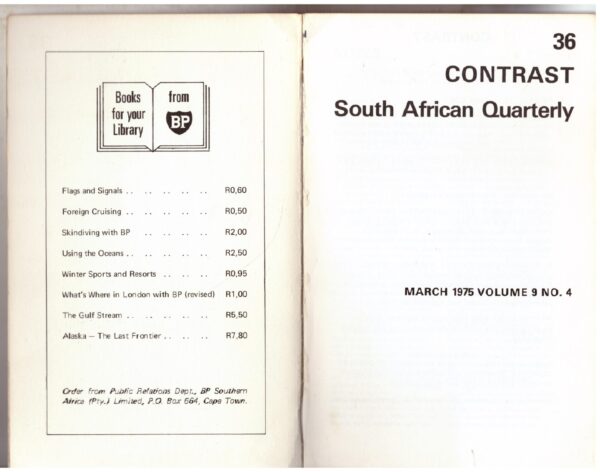 Books
for your
Library
from
BP
Flags and Signals .. .. .. .. .. R0,60
Foreign Cruising .. .. .. .. .. R0,50
Skindiving with BP .. .. .. .. R2,00
Using the Oceans .. .. .. .. .. R2,50
Winter Sports and Resorts .. .. .. R0,95
What's Where in London with BP (revised) R1,00
The Gulf Stream .. .. .. .. .. R5,50
Alaska — The Last Frontier .. .. .. R7,80
Order from Public Relations Dept., BP Southern
Africa (Pty.) Limited, P.O. Box 664, Cape Town.
36
CONTRAST
South African Quarterly
MARCH 1975 VOLUME 9 NO. 4